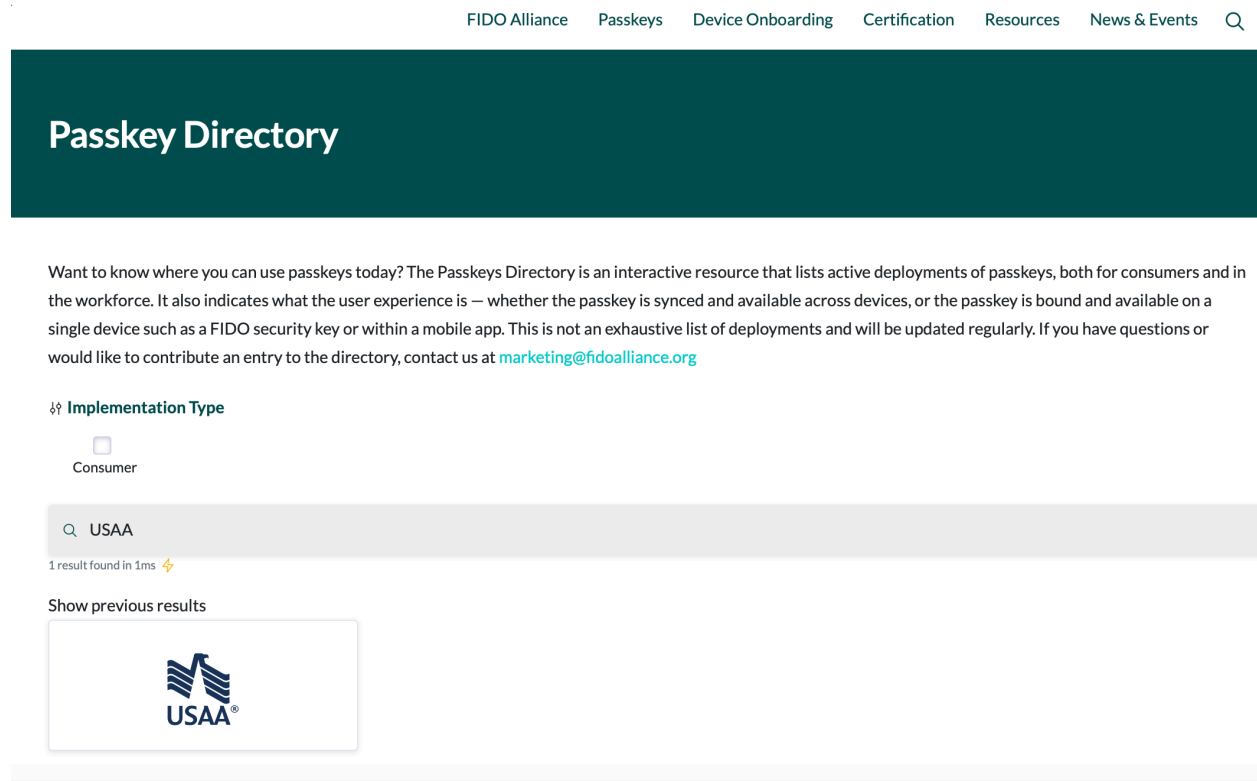 FIDO Alliance Passkeys Device Onboarding Certification Resources News & Events
Passkey Directory
Want to know where you can use passkeys today? The Passkeys Directory is an interactive resource that lists active deployments of passkeys, both for consumers and in
the workforce. It also indicates what the user experience is — whether the passkey is synced and available across devices, or the passkey is bound and available on a
single device such as a FIDO security key or within a mobile app. This is not an exhaustive list of deployments and will be updated regularly. If you have questions or
would like to contribute an entry to the directory, contact us at marketing@fidoalliance.org
Implementation Type
Consumer
USAA
1 result found in 1ms ⚡
Show previous results
USAA®